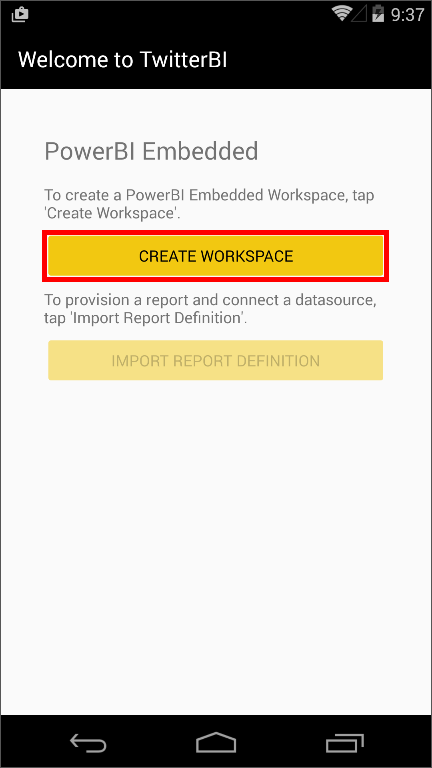 9:37
Welcome to TwitterBI
PowerBI Embedded
To create a PowerBI Embedded Workspace, tap
'Create Workspace'.
CREATE WORKSPACE
To provision a report and connect a datasource,
tap 'Import Report Definition'.
IMPORT REPORT DEFINITION